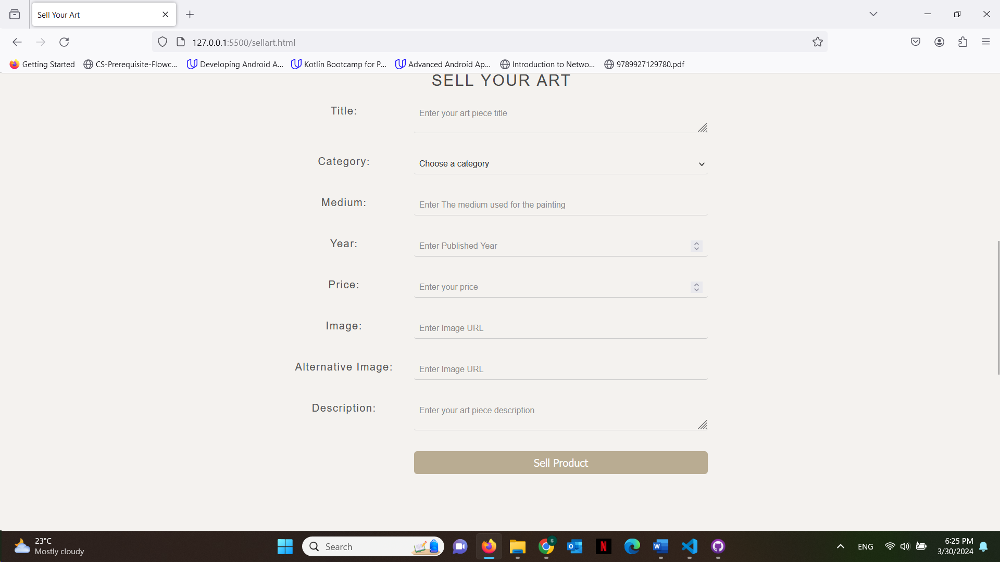 Sell Your Art
127.0.0.1:5500/sellart.html
Getting Started CS-Prerequisite-Flowc... Developing Android A... Kotlin Bootcamp for P... Advanced Android Ap... Introduction to Netwo... 9789927129780.pdf
SELL YOUR ART
Title: Enter your art piece title
Category: Choose a category
Medium: Enter The medium used for the painting
Year: Enter Published Year
Price: Enter your price
Image: Enter Image URL
Alternative Image: Enter Image URL
Description: Enter your art piece description
Sell Product
23°C
Mostly cloudy
Search
ENG
6:25 PM
3/30/2024